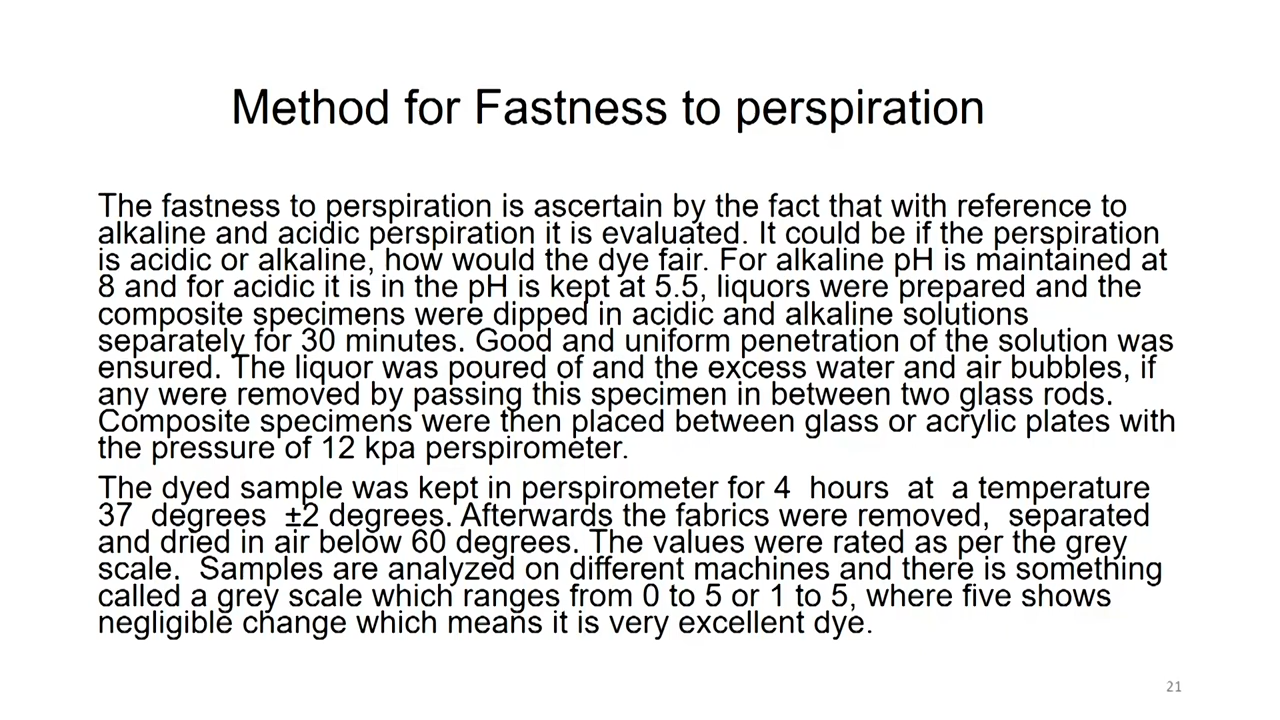 Method for Fastness to perspiration
The fastness to perspiration is ascertain by the fact that with reference to
alkaline and acidic perspiration it is evaluated. It could be if the perspiration
is acidic or alkaline, how would the dye fair. For alkaline pH is maintained at
8 and for acidic it is in the pH is kept at 5.5, liquors were prepared and the
composite specimens were dipped in acidic and alkaline solutions
separately for 30 minutes. Good and uniform penetration of the solution was
ensured. The liquor was poured of and the excess water and air bubbles, if
any were removed by passing this specimen in between two glass rods.
Composite specimens were then placed between glass or acrylic plates with
the pressure of 12 kpa perspirometer.
The dyed sample was kept in perspirometer for 4 hours at a temperature
37 degrees ±2 degrees. Afterwards the fabrics were removed, separated
and dried in air below 60 degrees. The values were rated as per the grey
scale. Samples are analyzed on different machines and there is something
called a grey scale which ranges from 0 to 5 or 1 to 5, where five shows
negligible change which means it is very excellent dye.
21